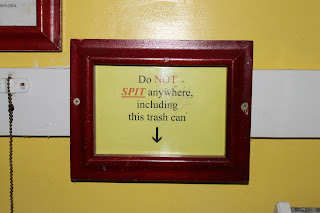 Do NOT -
SPIT anywhere,
including
this trash can
↓